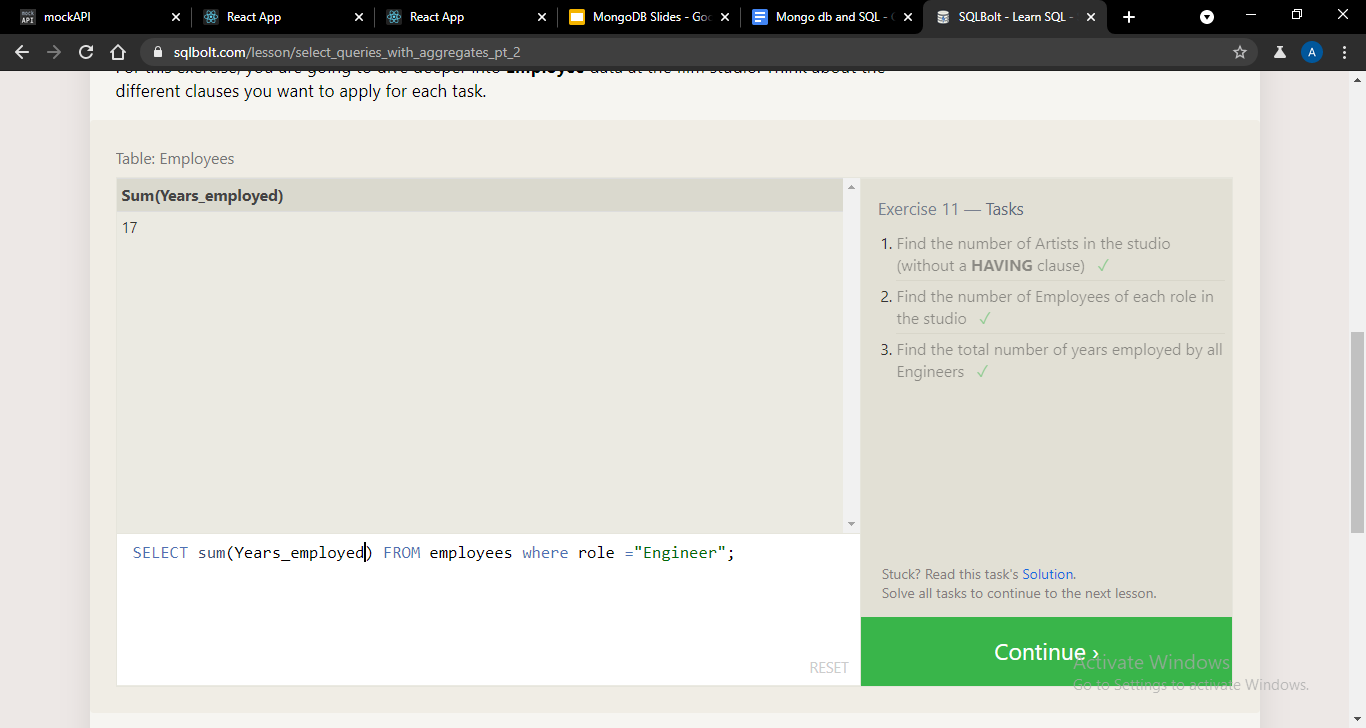 mockAPI
React App
React App
MongoDB Slides - Goo
Mongo db and SQL -
SQLBolt - Learn SQL -
sqlbolt.com/lesson/select_queries_with_aggregates_pt_2
A
different clauses you want to apply for each task.
Table: Employees
Sum(Years_employed)
17
Exercise 11 — Tasks
1. Find the number of Artists in the studio
(without a HAVING clause) ✓
2. Find the number of Employees of each role in
the studio ✓
3. Find the total number of years employed by all
Engineers ✓
SELECT sum(Years_employed) FROM employees where role ="Engineer";
RESET
Stuck? Read this task's Solution.
Solve all tasks to continue to the next lesson.
Continue ›
Activate Windows
Go to Settings to activate Windows.